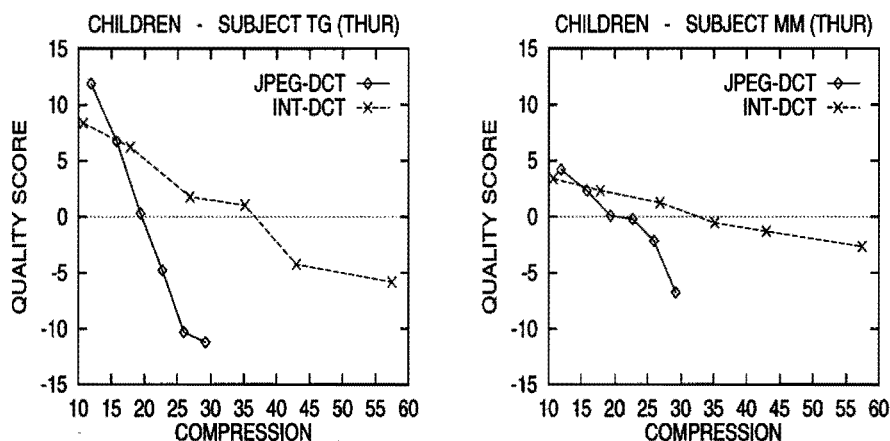 CHILDREN - SUBJECT TG (THUR)
15
10
5
0
-5
-10
-15
QUALITY SCORE
JPEG-DCT
INT-DCT
10 15 20 25 30 35 40 45 50 55 60
COMPRESSION
CHILDREN - SUBJECT MM (THUR)
15
10
5
0
-5
-10
-15
QUALITY SCORE
JPEG-DCT
INT-DCT
10 15 20 25 30 35 40 45 50 55 60
COMPRESSION